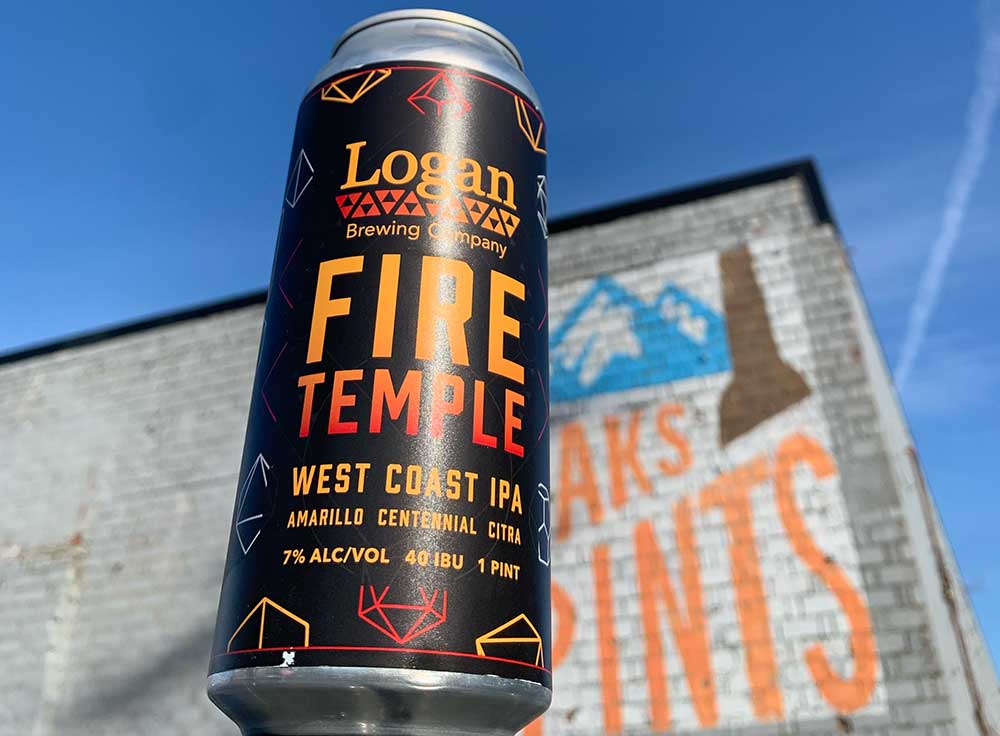 Logan
Brewing Company
FIRE
TEMPLE
WEST COAST IPA
AMARILLO CENTENNIAL CITRA
7% ALC/VOL 40 IBU 1 PINT
AKS
PINTS